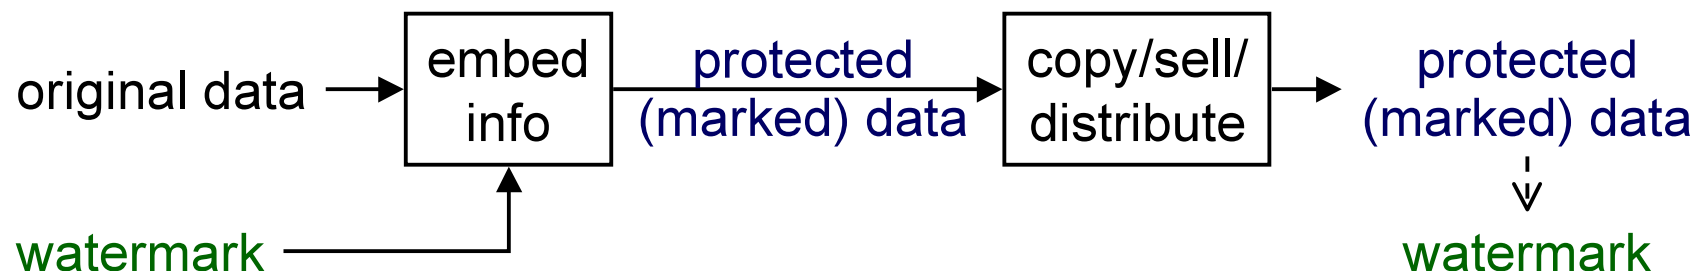 original data
embed
info
protected
(marked) data
copy/sell/
distribute
protected
(marked) data
watermark
watermark